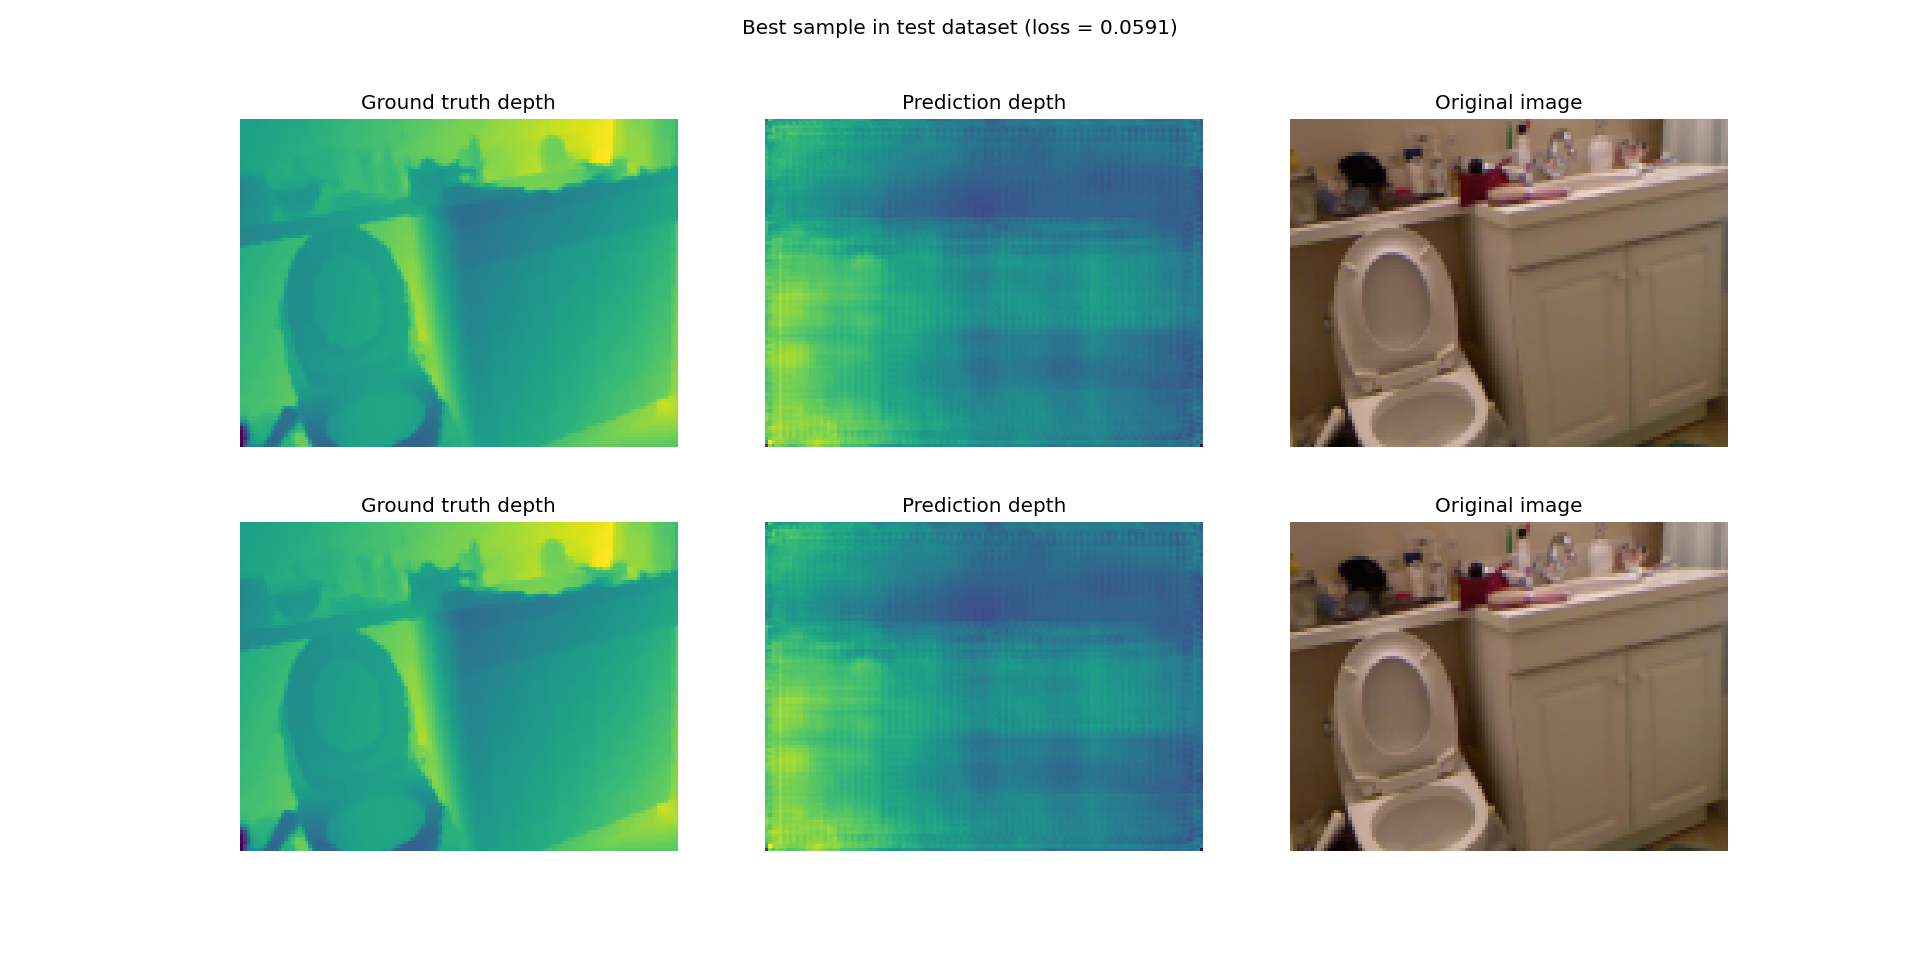 Best sample in test dataset (loss = 0.0591)
Ground truth depth
Prediction depth
Original image
Ground truth depth
Prediction depth
Original image